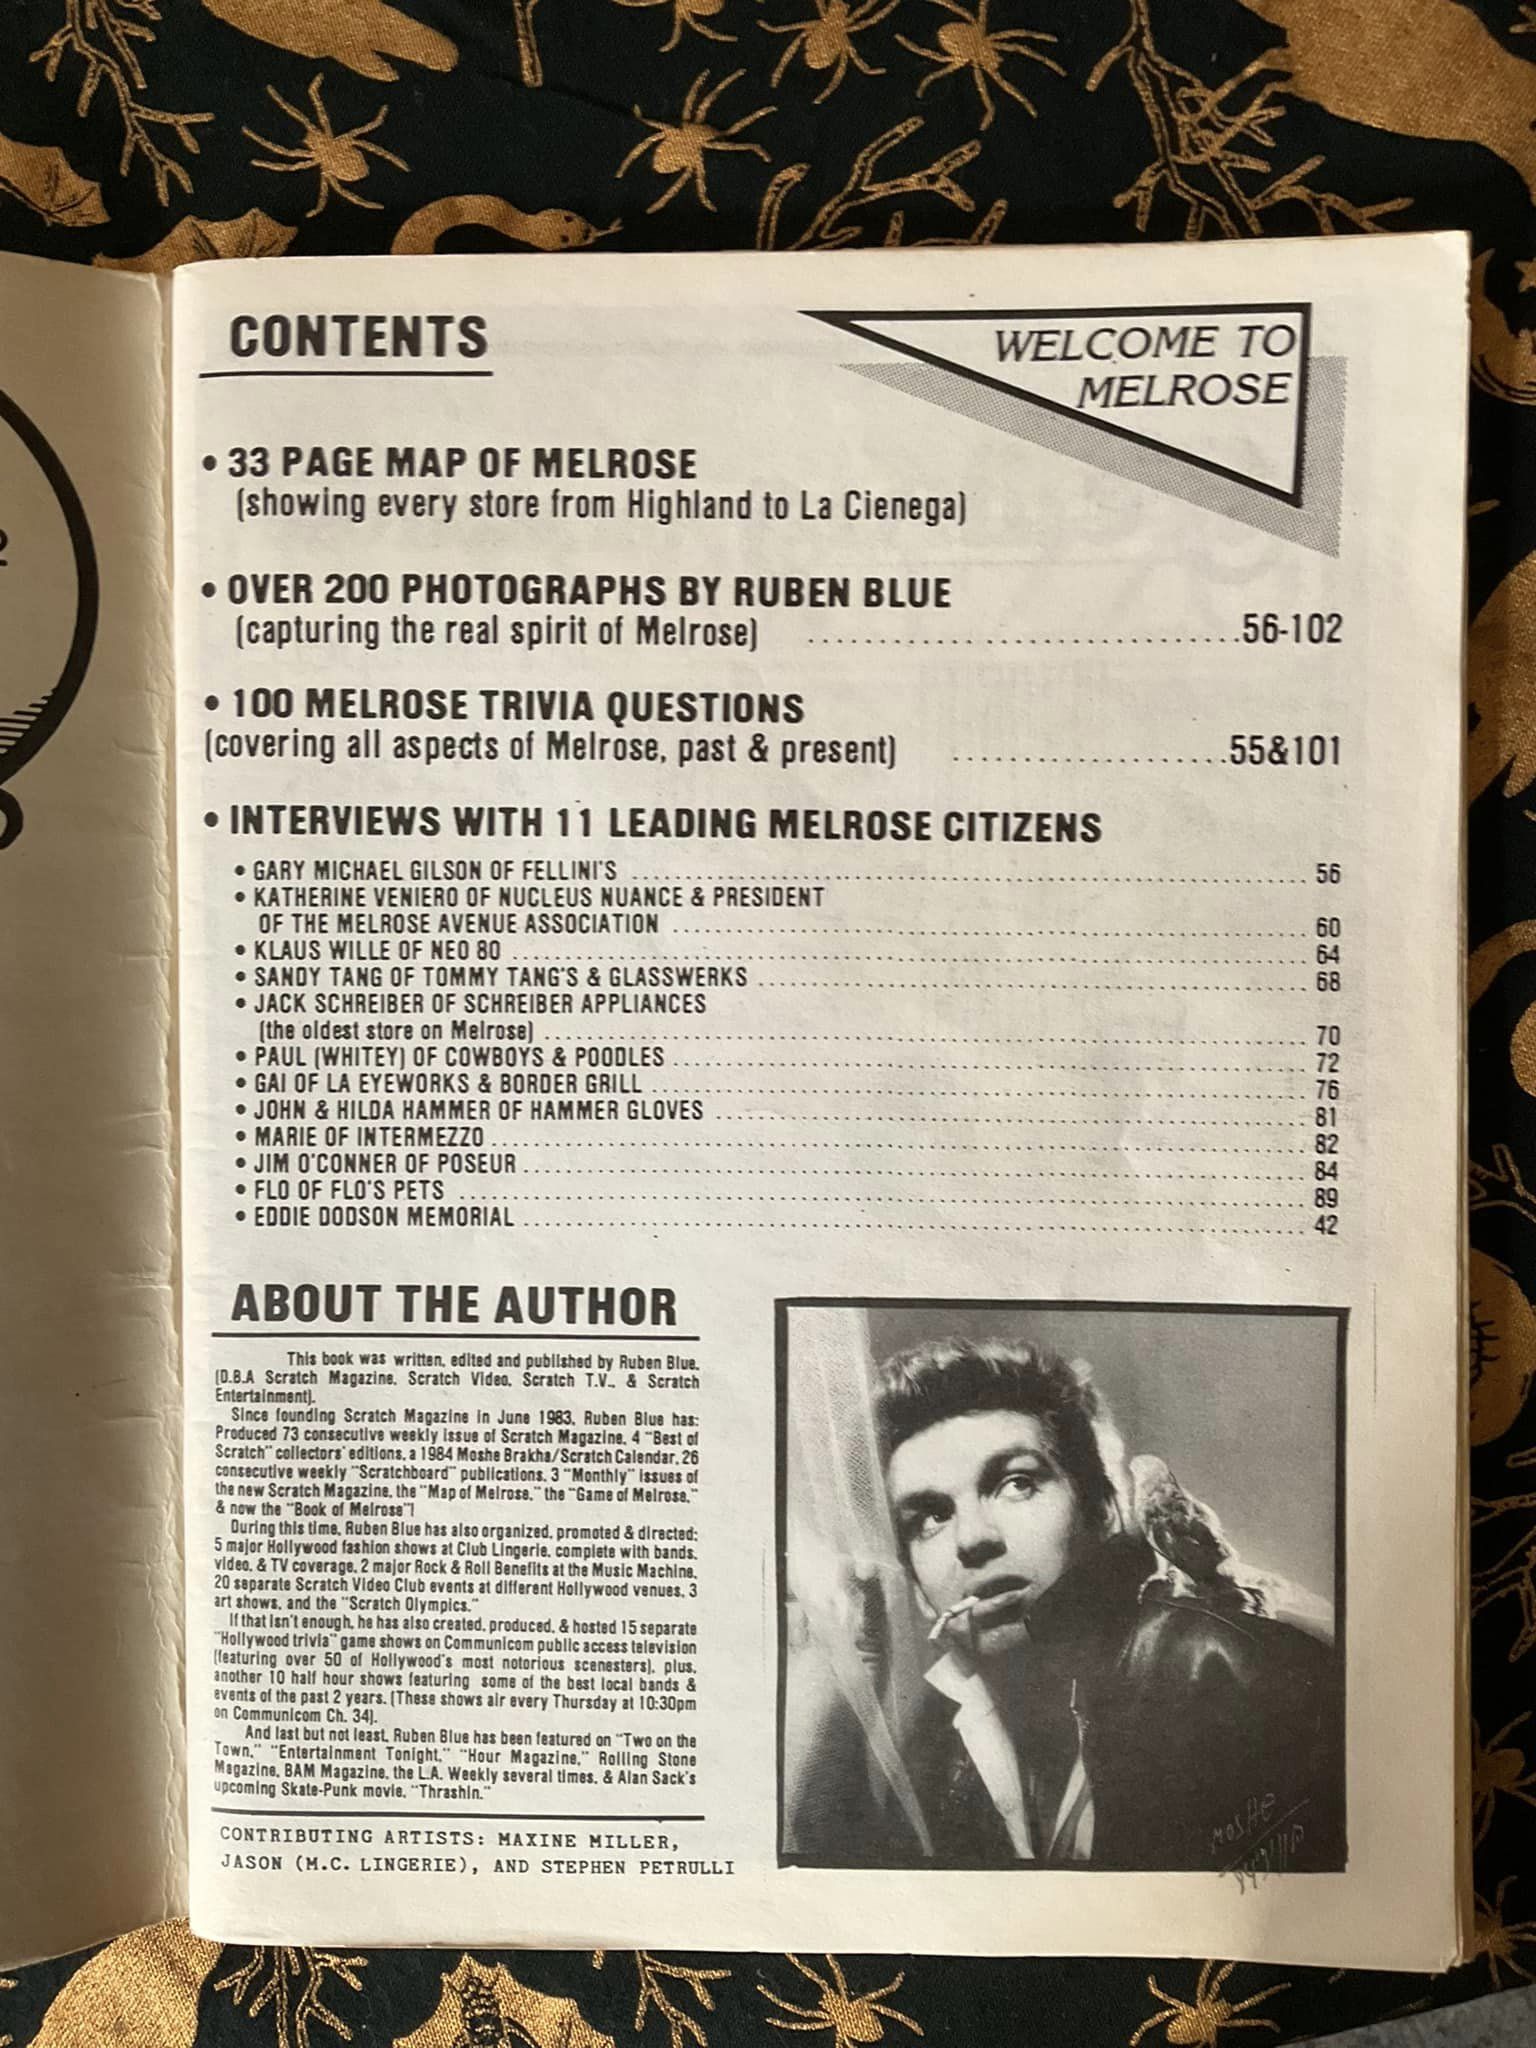 CONTENTS
WELCOME TO
MELROSE
• 33 PAGE MAP OF MELROSE
(showing every store from Highland to La Cienega)
• OVER 200 PHOTOGRAPHS BY RUBEN BLUE
(capturing the real spirit of Melrose) ................................56-102
• 100 MELROSE TRIVIA QUESTIONS
(covering all aspects of Melrose, past & present) ....................55&101
• INTERVIEWS WITH 11 LEADING MELROSE CITIZENS
• GARY MICHAEL GILSON OF FELLINI'S ........ 56
• KATHERINE VENIERO OF NUCLEUS NUANCE & PRESIDENT
OF THE MELROSE AVENUE ASSOCIATION ........ 60
• KLAUS WILLE OF NEO 80 ........ 64
• SANDY TANG OF TOMMY TANG'S & GLASSWERKS ........ 68
• JACK SCHREIBER OF SCHREIBER APPLIANCES
(the oldest store on Melrose) ........ 70
• PAUL (WHITEY) OF COWBOYS & POODLES ........ 72
• GAI OF LA EYEWORKS & BORDER GRILL ........ 76
• JOHN & HILDA HAMMER OF HAMMER GLOVES ........ 81
• MARIE OF INTERMEZZO ........ 82
• JIM O'CONNER OF POSEUR ........ 84
• FLO OF FLO'S PETS ........ 89
• EDDIE DODSON MEMORIAL ........ 42
ABOUT THE AUTHOR
This book was written, edited and published by Ruben Blue.
(D.B.A Scratch Magazine, Scratch Video, Scratch T.V., & Scratch
Entertainment).
Since founding Scratch Magazine in June 1983, Ruben Blue has:
Produced 73 consecutive weekly issue of Scratch Magazine, 4 "Best of
Scratch" collectors' editions, a 1984 Moshe Brakha/Scratch Calendar, 26
consecutive weekly "Scratchboard" publications, 3 "Monthly" issues of
the new Scratch Magazine, the "Map of Melrose," the "Game of Melrose,"
& now the "Book of Melrose"!
During this time, Ruben Blue has also organized, promoted & directed:
5 major Hollywood fashion shows at Club Lingerie, complete with bands,
video, & TV coverage, 2 major Rock & Roll Benefits at the Music Machine,
20 separate Scratch Video Club events at different Hollywood venues, 3
art shows, and the "Scratch Olympics."
If that isn't enough, he has also created, produced, & hosted 15 separate
"Hollywood trivia" game shows on Communicom public access television
(featuring over 50 of Hollywood's most notorious scenesters), plus,
another 10 half hour shows featuring some of the best local bands &
events of the past 2 years. (These shows air every Thursday at 10:30pm
on Communicom Ch. 34).
And last but not least, Ruben Blue has been featured on "Two on the
Town," "Entertainment Tonight," "Hour Magazine," Rolling Stone
Magazine, BAM Magazine, the L.A. Weekly several times, & Alan Sack's
upcoming Skate-Punk movie, "Thrashin."
CONTRIBUTING ARTISTS: MAXINE MILLER,
JASON (M.C. LINGERIE), AND STEPHEN PETRULLI
MOSHE